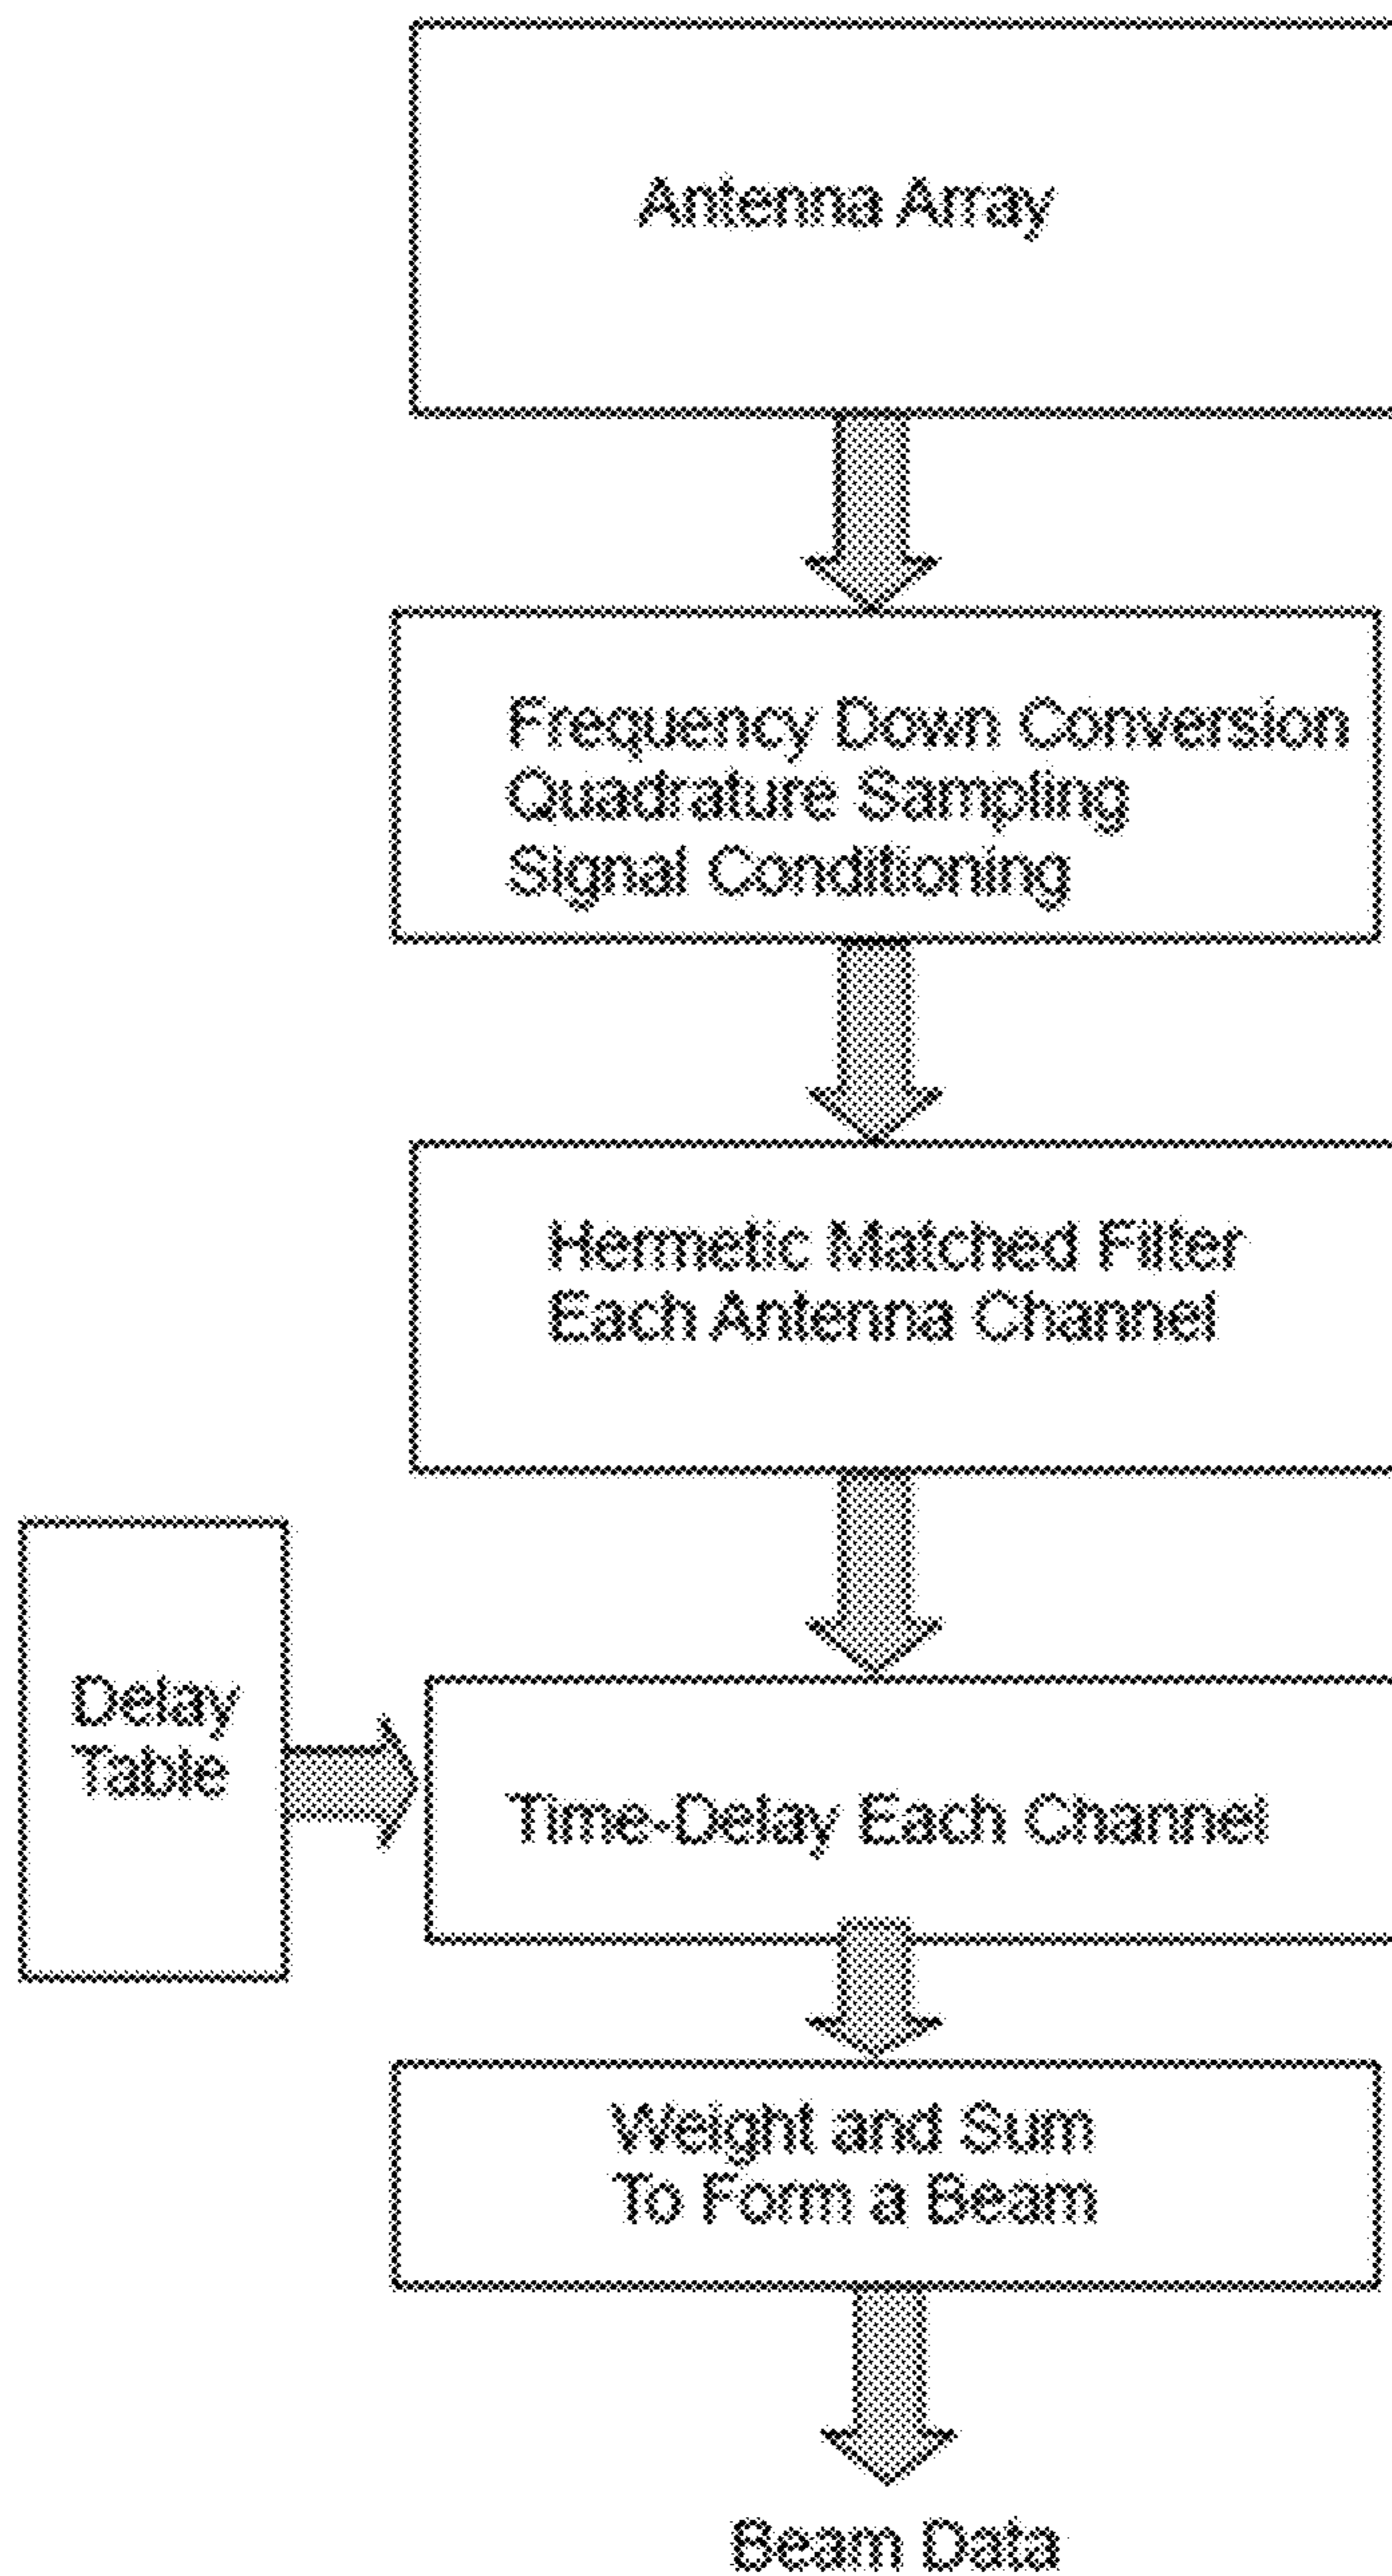 Antenna Array
Frequency Down Conversion
Quadrature Sampling
Signal Conditioning
Hermetic Matched Filter
Each Antenna Channel
Delay
Table
Time-Delay Each Channel
Weight and Sum
To Form a Beam
Beam Data